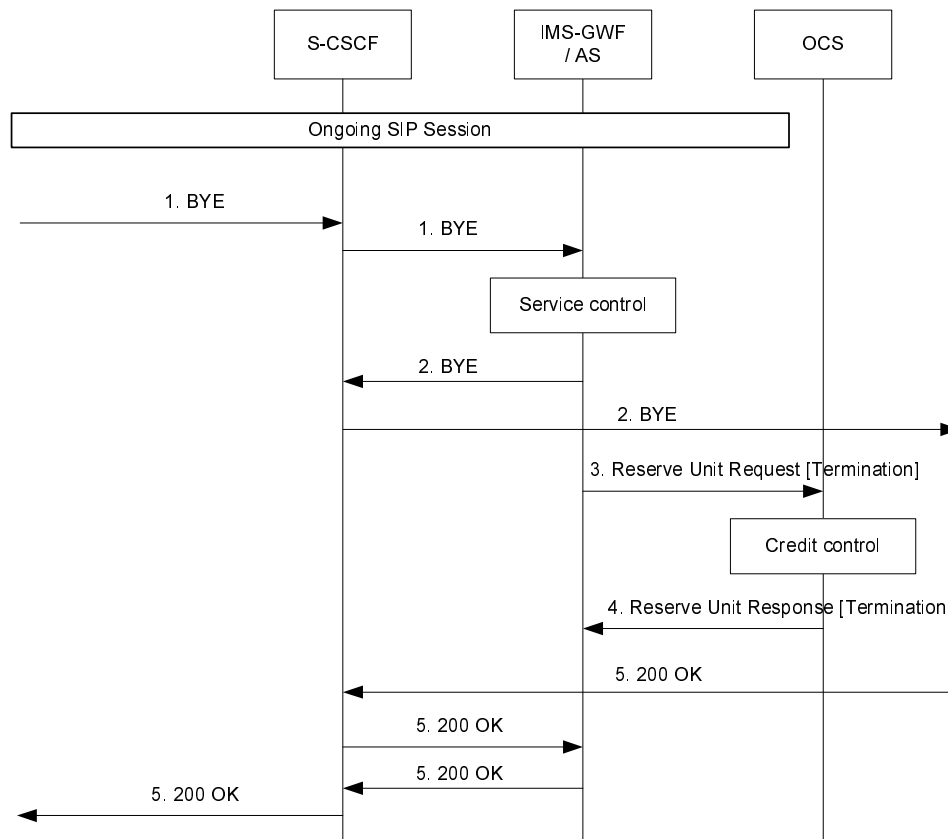 S-CSCF
IMS-GWF
/ AS
OCS
Ongoing SIP Session
1. BYE
1. BYE
Service control
2. BYE
2. BYE
3. Reserve Unit Request [Termination]
Credit control
4. Reserve Unit Response [Termination
5. 200 OK
5. 200 OK
5. 200 OK
5. 200 OK